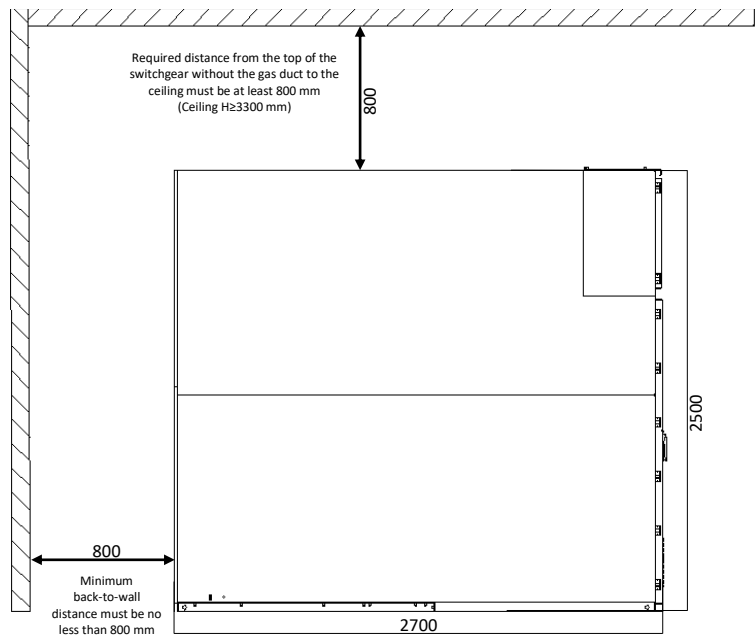 Required distance from the top of the
switchgear without the gas duct to the
ceiling must be at least 800 mm
(Ceiling H≥3300 mm)
800
2500
800
Minimum
back-to-wall
distance must be no
less than 800 mm
2700